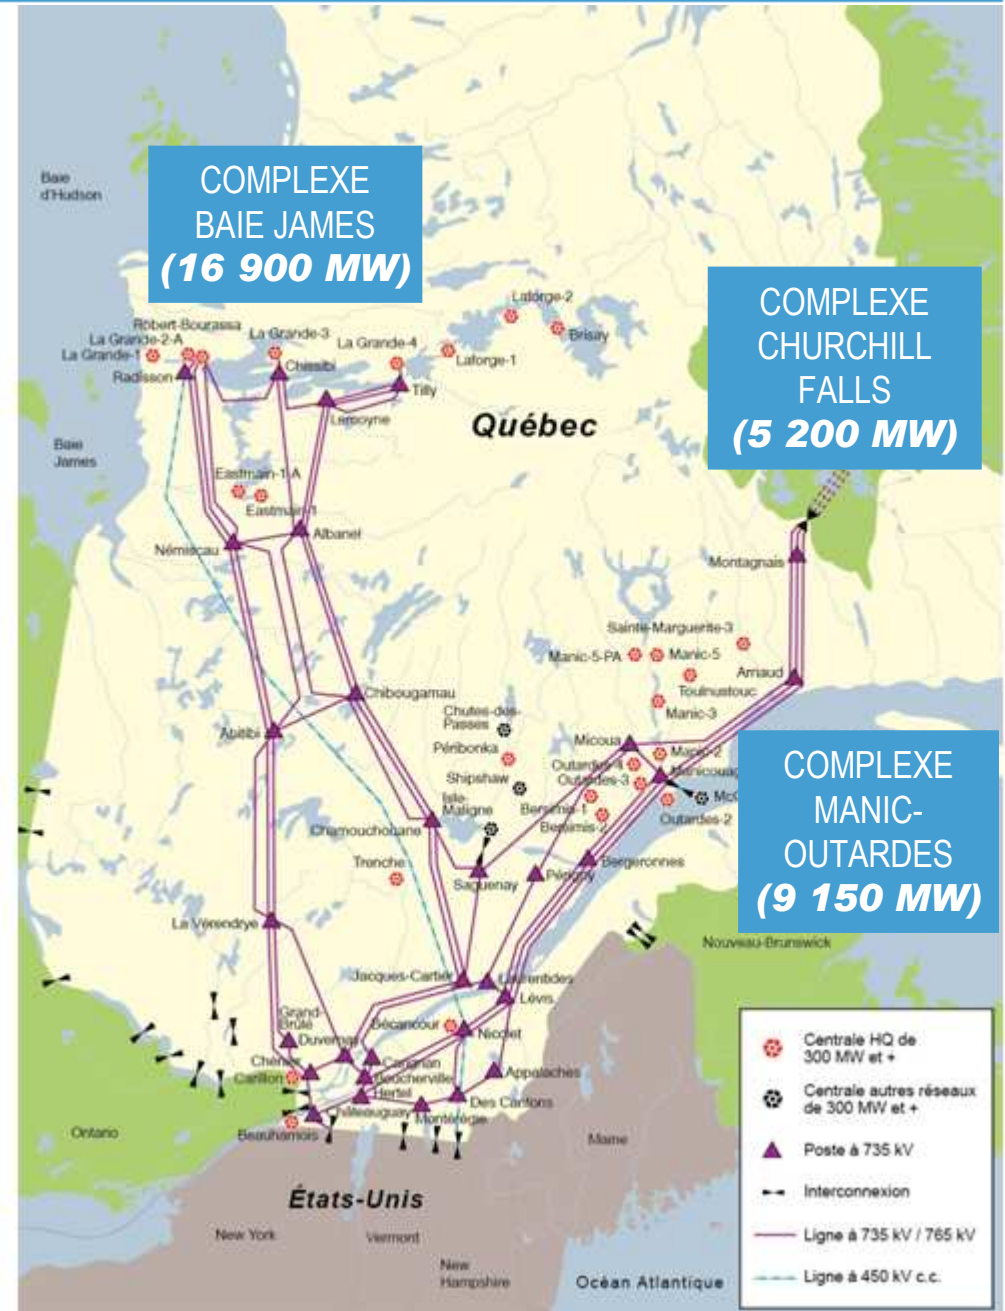 Baie
d'Hudson
COMPLEXE
BAIE JAMES
(16 900 MW)
COMPLEXE
CHURCHILL
FALLS
(5 200 MW)
Laforge-2
Brisay
Robert-Bourassa
La Grande-2-A
La Grande-1
La Grande-3
La Grande-4
Laforge-1
Radisson
Chissibi
Tilly
Lemoyne
Québec
Baie
James
Eastmain-1-A
Eastmain-1
Albanel
Némiscau
Montagnais
Sainte-Marguerite-3
Manic-5-PA
Manic-5
Arnaud
Toulnustouc
Manic-3
Chibougamau
Chutes-des-
Passes
Abitibi
Micoua
Manic-2
Péribonka
Outardes-4
Outardes-3
Shipshaw
Isle-
Maligne
Bersimis-1
Bersimis-2
Outardes-2
COMPLEXE
MANIC-
OUTARDES
(9 150 MW)
Chamouchouane
Trenche
Saguenay
Périgny
Bergeronnes
La Vérendrye
Nouveau-Brunswick
Jacques-Cartier
Laurentides
Lévis
Grand-
Brûlé
Duvernay
Bécancour
Nicolet
Chénier
Carignan
Carillon
Boucherville
Hertel
Appalaches
Des Cantons
Châteauguay
Montérégie
Beauharnois
Ontario
Maine
États-Unis
New York
Vermont
New
Hampshire
Océan Atlantique
Centrale HQ de
300 MW et +
Centrale autres réseaux
de 300 MW et +
Poste à 735 kV
Interconnexion
Ligne à 735 kV / 765 kV
Ligne à 450 kV c.c.